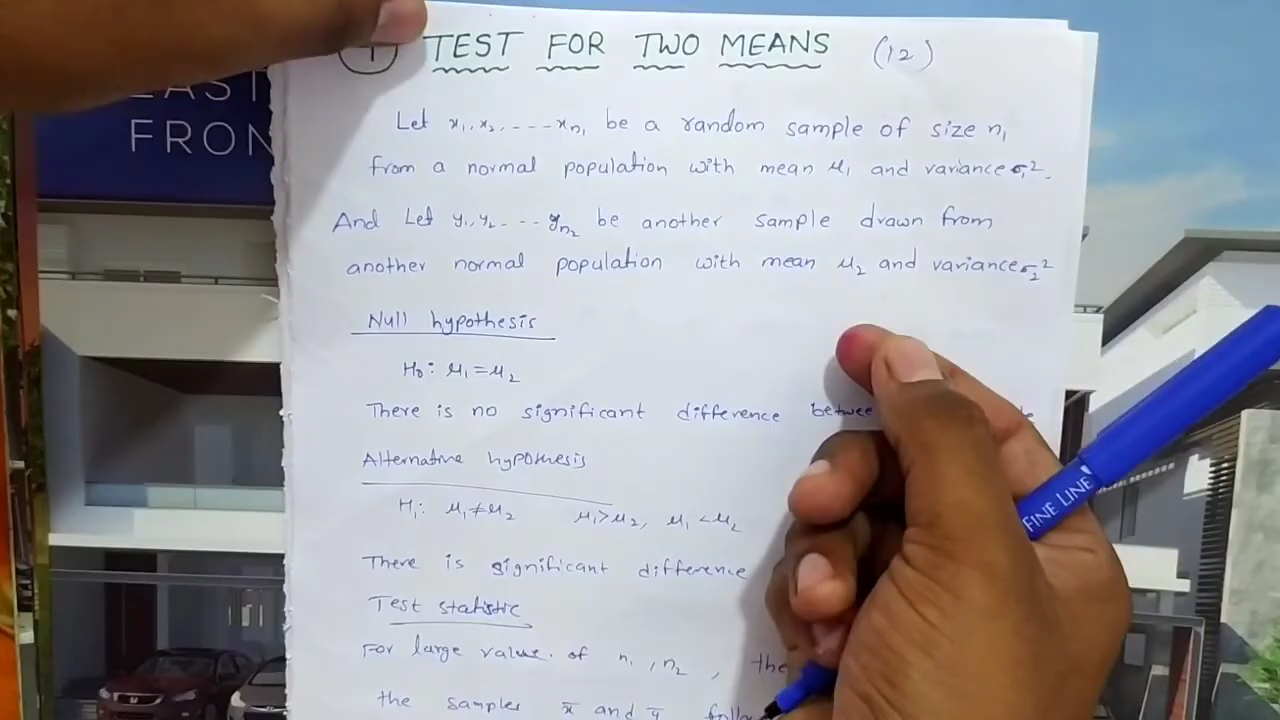 TEST FOR TWO MEANS (12)
Let x₁, x₂, ---- xn₁ be a random sample of size n₁
from a normal population with mean μ₁ and variance σ₁².
And Let y₁, y₂ - -- yn₂ be another sample drawn from
another normal population with mean μ₂ and variance σ₂²
Null hypothesis
H₀: μ₁ = μ₂
There is no significant difference
Alternative hypothesis
H₁: μ₁ ≠ μ₂ μ₁ > μ₂, μ₁ < μ₂
There is significant difference
Test statistic
For large value of n₁, n₂, the
the samples x̄ and ȳ
FRON
FINE LINE